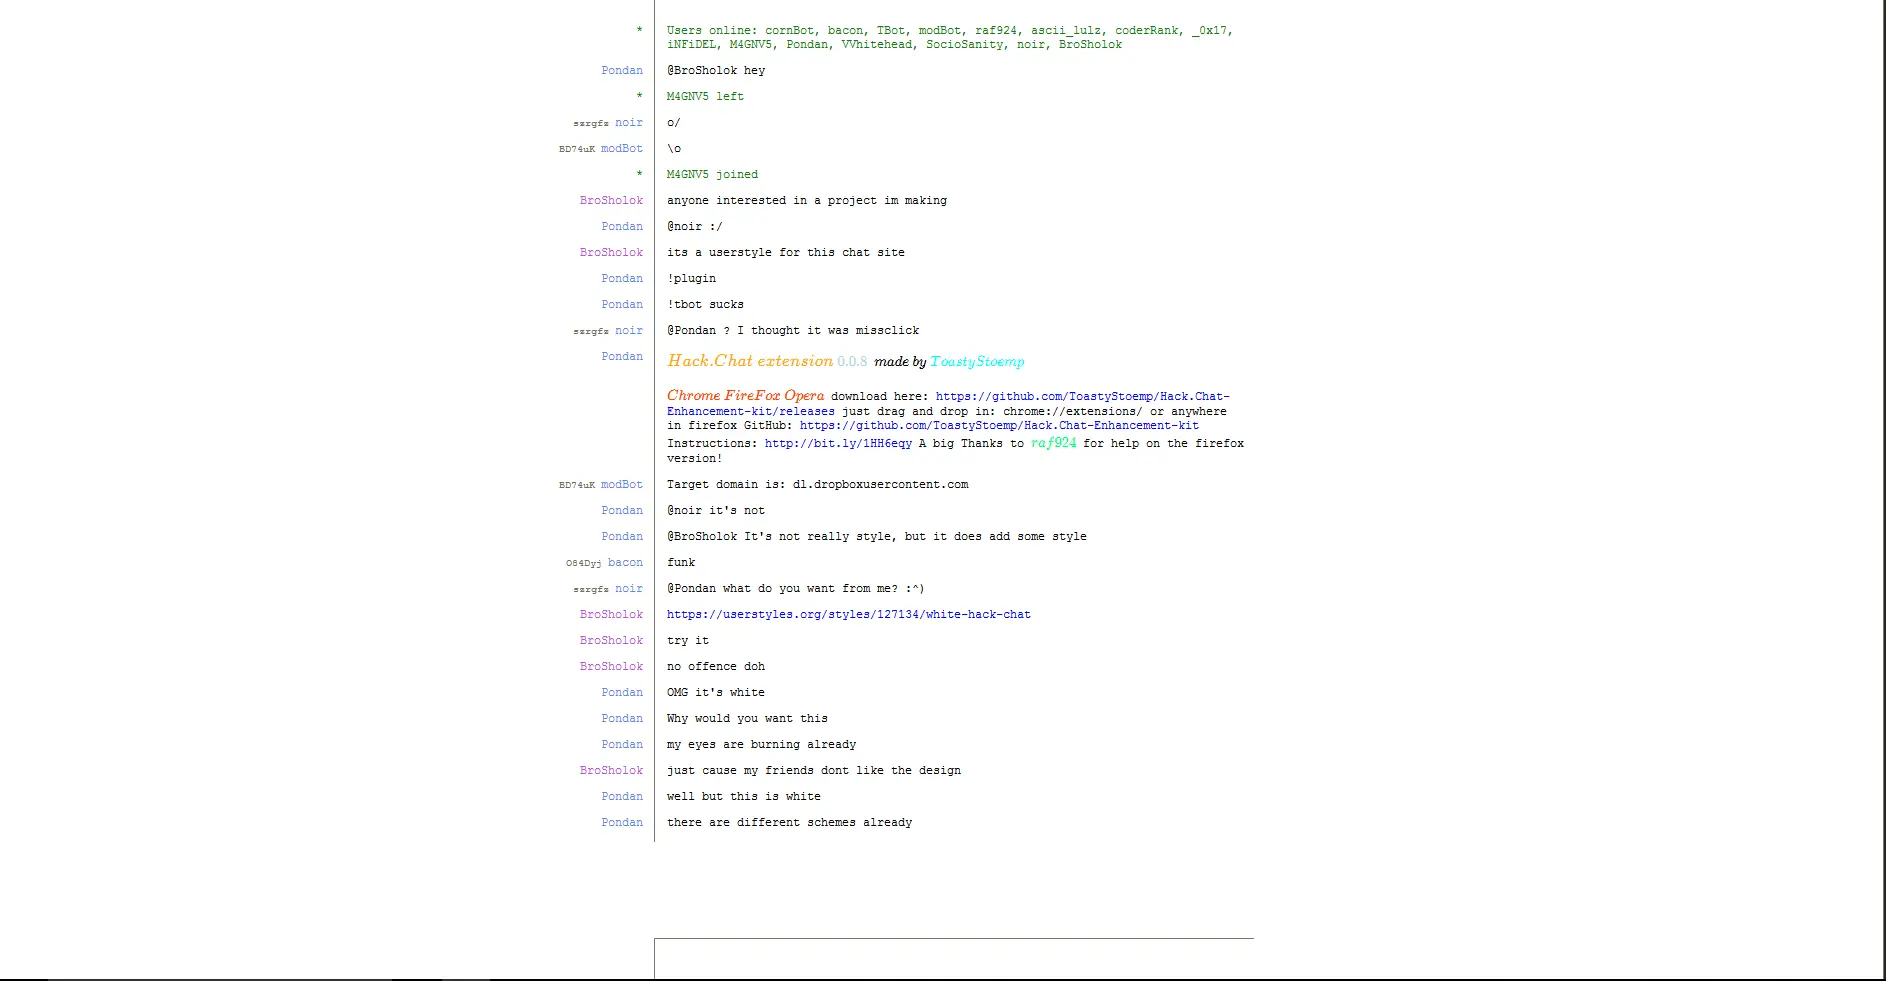 * Users online: cornBot, bacon, TBot, modBot, raf924, ascii_lulz, coderRank, _0x17,
iNFiDEL, M4GNV5, Pondan, VVhitehead, SocioSanity, noir, BroSholok
Pondan @BroSholok hey
* M4GNV5 left
szrgfz noir o/
BD74uK modBot \o
* M4GNV5 joined
BroSholok anyone interested in a project im making
Pondan @noir :/
BroSholok its a userstyle for this chat site
Pondan !plugin
Pondan !tbot sucks
szrgfz noir @Pondan ? I thought it was missclick
Pondan Hack.Chat extension 0.0.8 made by ToastyStoemp
Chrome FireFox Opera download here: https://github.com/ToastyStoemp/Hack.Chat-
Enhancement-kit/releases just drag and drop in: chrome://extensions/ or anywhere
in firefox GitHub: https://github.com/ToastyStoemp/Hack.Chat-Enhancement-kit
Instructions: http://bit.ly/1HH6eqy A big Thanks to raf924 for help on the firefox
version!
BD74uK modBot Target domain is: dl.dropboxusercontent.com
Pondan @noir it's not
Pondan @BroSholok It's not really style, but it does add some style
O84Dyj bacon funk
szrgfz noir @Pondan what do you want from me? :^)
BroSholok https://userstyles.org/styles/127134/white-hack-chat
BroSholok try it
BroSholok no offence doh
Pondan OMG it's white
Pondan Why would you want this
Pondan my eyes are burning already
BroSholok just cause my friends dont like the design
Pondan well but this is white
Pondan there are different schemes already